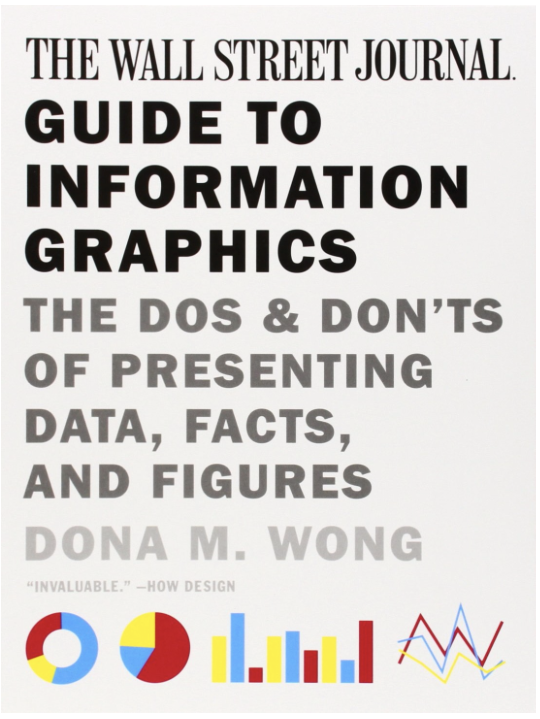 THE WALL STREET JOURNAL.
GUIDE TO
INFORMATION
GRAPHICS
THE DOS & DON’TS
OF PRESENTING
DATA, FACTS,
AND FIGURES
DONA M. WONG
“INVALUABLE.” —HOW DESIGN